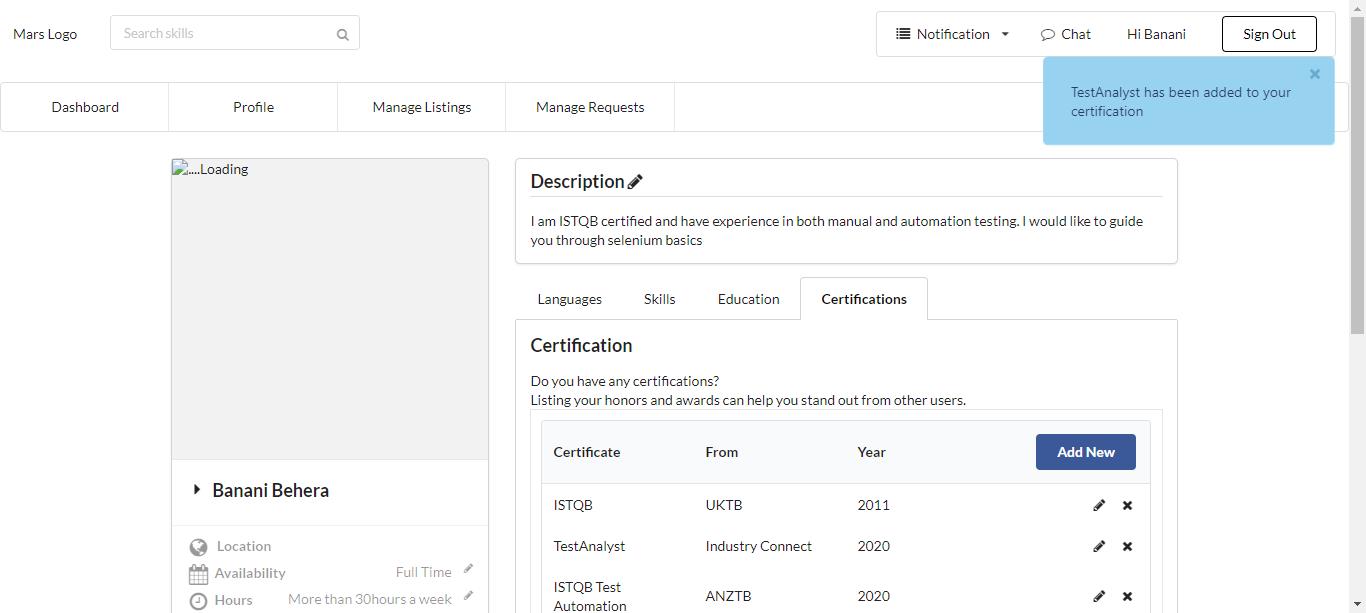 Mars Logo
Search skills
Notification
Chat
Hi Banani
Sign Out
TestAnalyst has been added to your
certification
Dashboard
Profile
Manage Listings
Manage Requests
....Loading
Description
I am ISTQB certified and have experience in both manual and automation testing. I would like to guide
you through selenium basics
Languages
Skills
Education
Certifications
Certification
Do you have any certifications?
Listing your honors and awards can help you stand out from other users.
Certificate From Year Add New
ISTQB UKTB 2011
TestAnalyst Industry Connect 2020
ISTQB Test
Automation ANZTB 2020
Banani Behera
Location
Availability Full Time
Hours More than 30hours a week